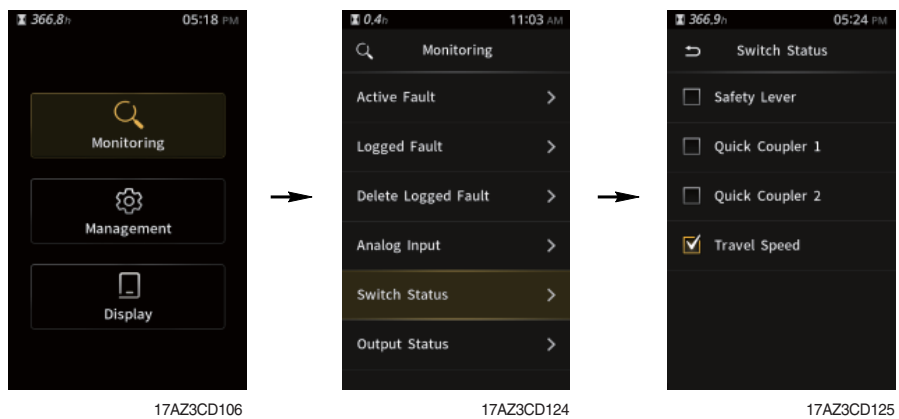 366.8h 05:18 PM
Monitoring
Management
Display
17AZ3CD106
0.4h 11:03 AM
Monitoring
Active Fault
Logged Fault
Delete Logged Fault
Analog Input
Switch Status
Output Status
17AZ3CD124
366.9h 05:24 PM
Switch Status
Safety Lever
Quick Coupler 1
Quick Coupler 2
Travel Speed
17AZ3CD125